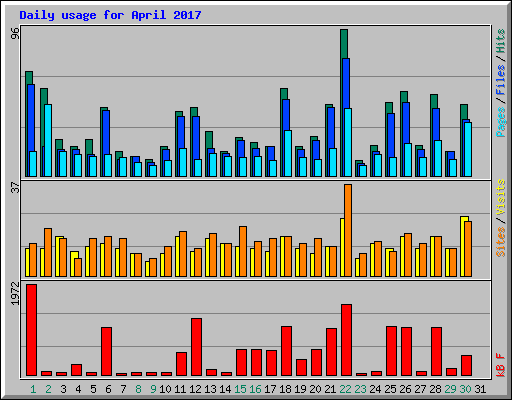 Daily usage for April 2017
96
Pages / Files / Hits
37
Sites / Visits
1972
kB F
1 2 3 4 5 6 7 8 9 10 11 12 13 14 15 16 17 18 19 20 21 22 23 24 25 26 27 28 29 30 31